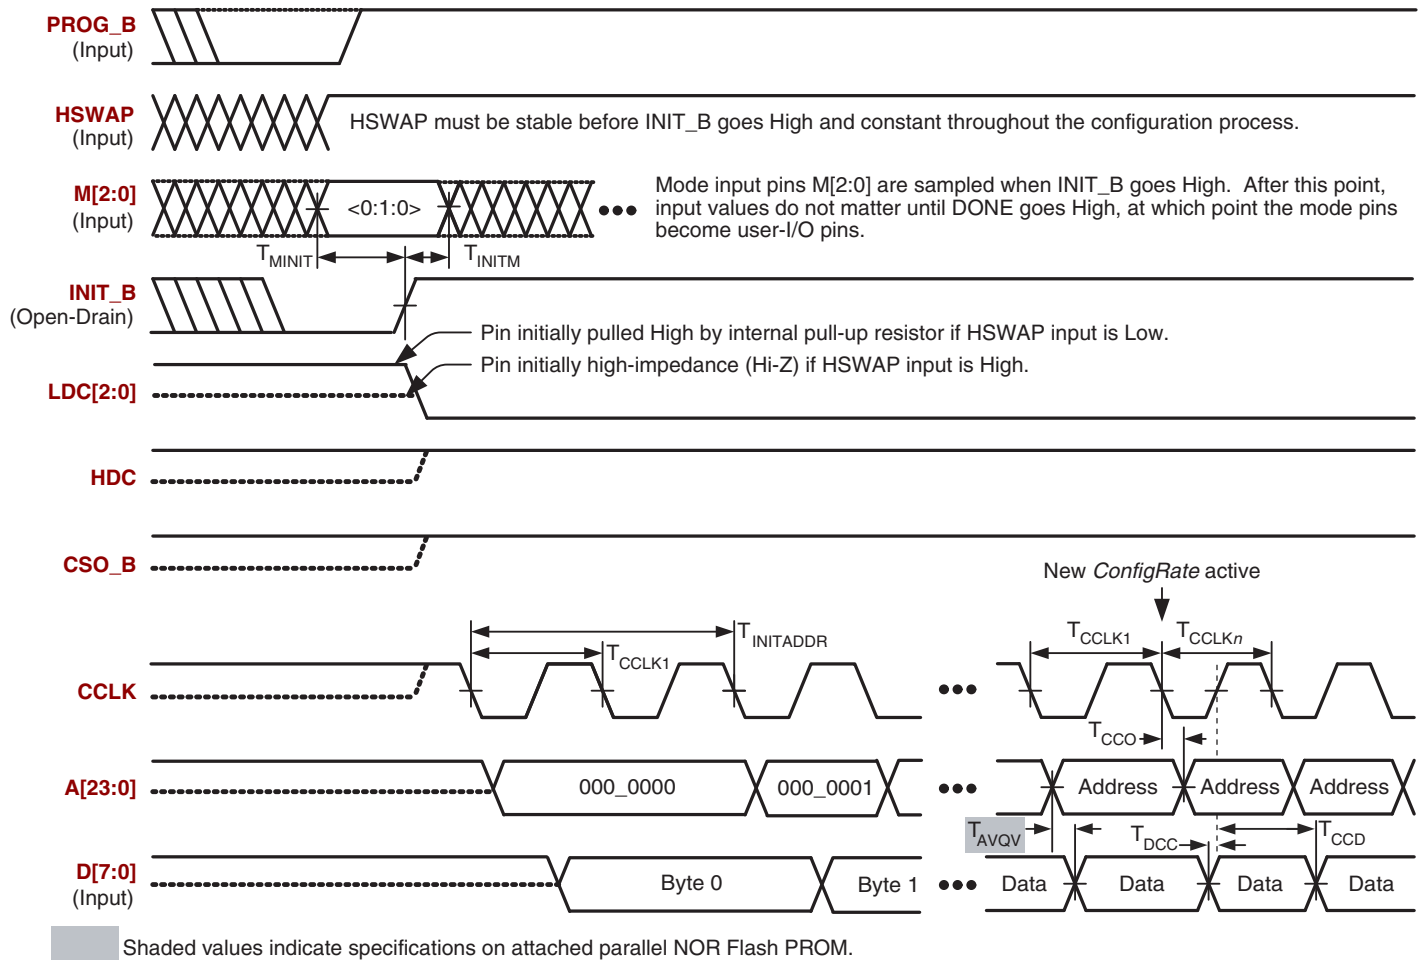 PROG_B
(Input)
HSWAP
(Input)
HSWAP must be stable before INIT_B goes High and constant throughout the configuration process.
M[2:0]
(Input)
<0:1:0>
Mode input pins M[2:0] are sampled when INIT_B goes High. After this point,
input values do not matter until DONE goes High, at which point the mode pins
become user-I/O pins.
TMINIT
TINITM
INIT_B
(Open-Drain)
Pin initially pulled High by internal pull-up resistor if HSWAP input is Low.
Pin initially high-impedance (Hi-Z) if HSWAP input is High.
LDC[2:0]
HDC
CSO_B
New ConfigRate active
TINITADDR
TCCLK1
TCCLK1
TCCLKn
CCLK
TCCO
A[23:0]
000_0000
000_0001
Address
Address
Address
TAVQV
TDCC
TCCD
D[7:0]
(Input)
Byte 0
Byte 1
Data
Data
Data
Data
Shaded values indicate specifications on attached parallel NOR Flash PROM.